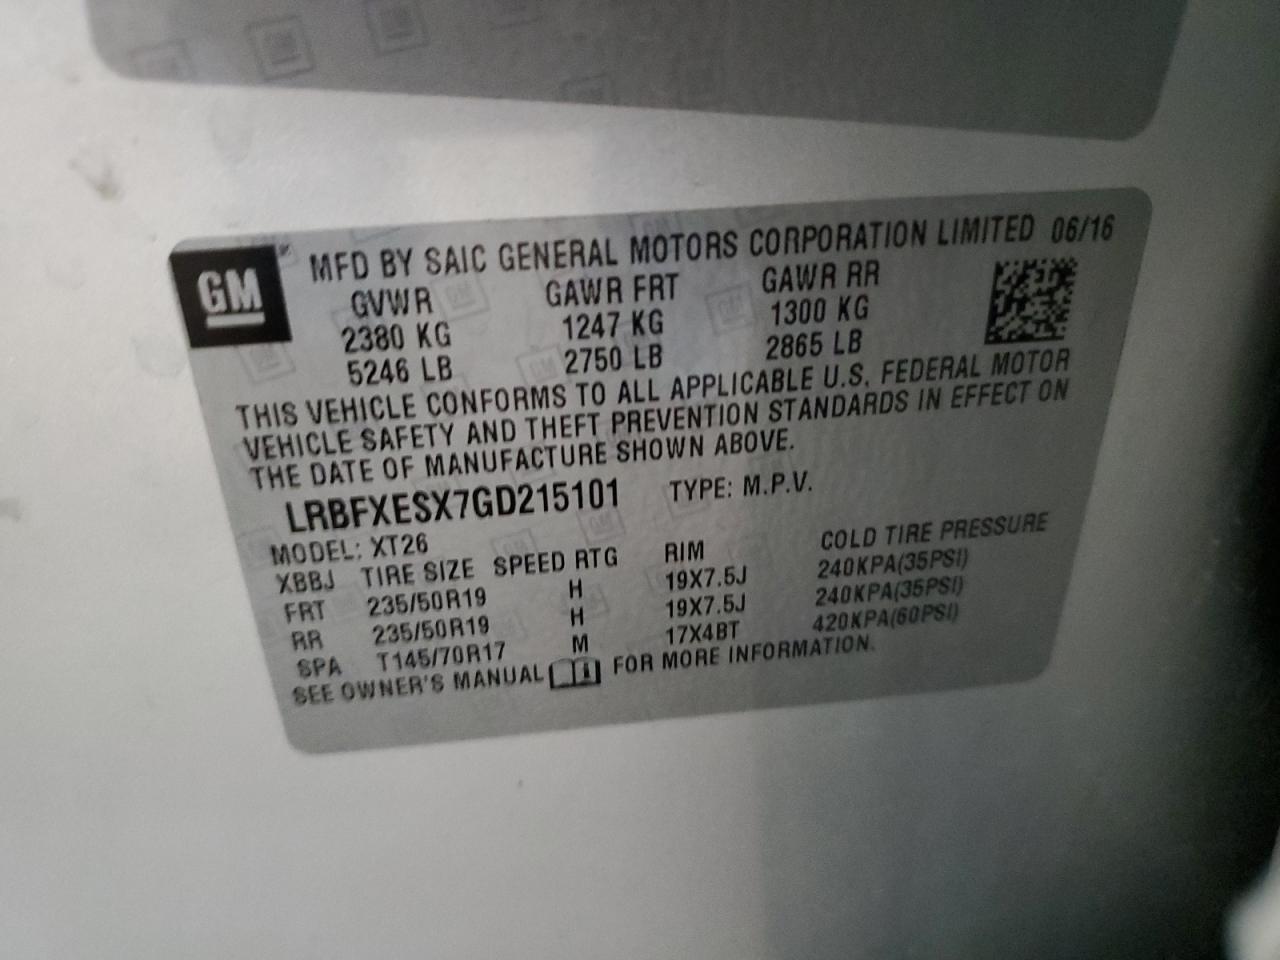 GM MFD BY SAIC GENERAL MOTORS CORPORATION LIMITED 06/16
GVWR GAWR FRT GAWR RR
2380 KG 1247 KG 1300 KG
5246 LB 2750 LB 2865 LB
THIS VEHICLE CONFORMS TO ALL APPLICABLE U.S. FEDERAL MOTOR
VEHICLE SAFETY AND THEFT PREVENTION STANDARDS IN EFFECT ON
THE DATE OF MANUFACTURE SHOWN ABOVE.
LRBFXESX7GD215101 TYPE: M.P.V.
MODEL: XT26
XBBJ TIRE SIZE SPEED RTG RIM COLD TIRE PRESSURE
FRT 235/50R19 H 19X7.5J 240KPA(35PSI)
RR 235/50R19 H 19X7.5J 240KPA(35PSI)
SPA T145/70R17 M 17X4BT 420KPA(60PSI)
SEE OWNER'S MANUAL FOR MORE INFORMATION.